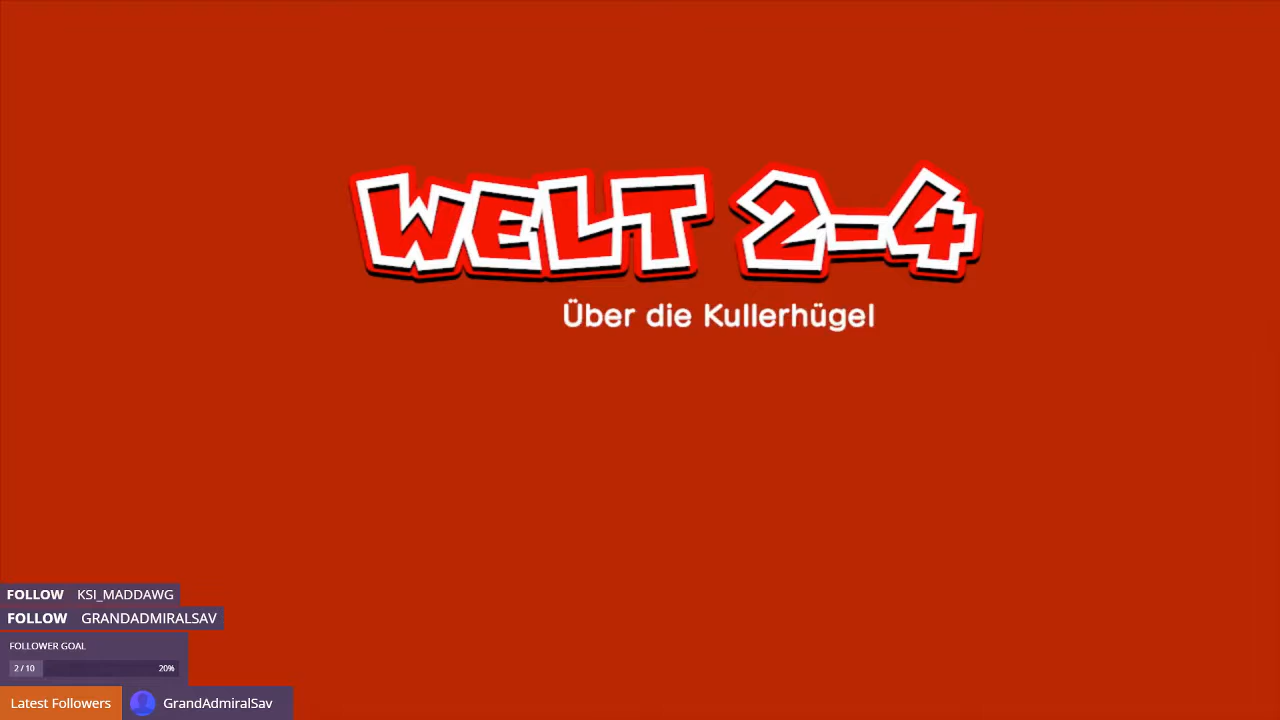 WELT 2-4
Über die Kullerhügel
FOLLOW KSI_MADDAWG
FOLLOW GRANDADMIRALSAV
FOLLOWER GOAL
2 / 10 20%
Latest Followers GrandAdmiralSav